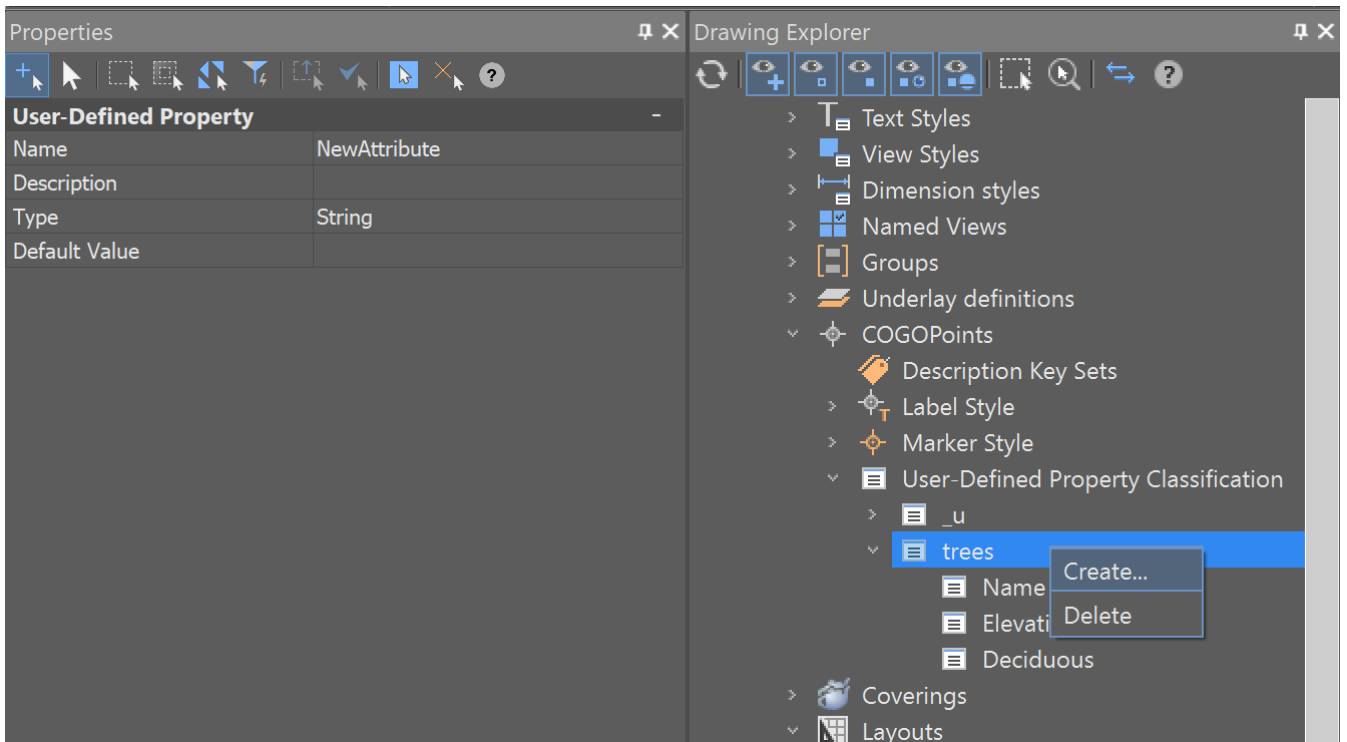 Properties
User-Defined Property
Name NewAttribute
Description
Type String
Default Value
Drawing Explorer
Text Styles
View Styles
Dimension styles
Named Views
Groups
Underlay definitions
COGOPoints
Description Key Sets
Label Style
Marker Style
User-Defined Property Classification
_u
trees
Create...
Name
Delete
Elevati
Deciduous
Coverings
Layouts